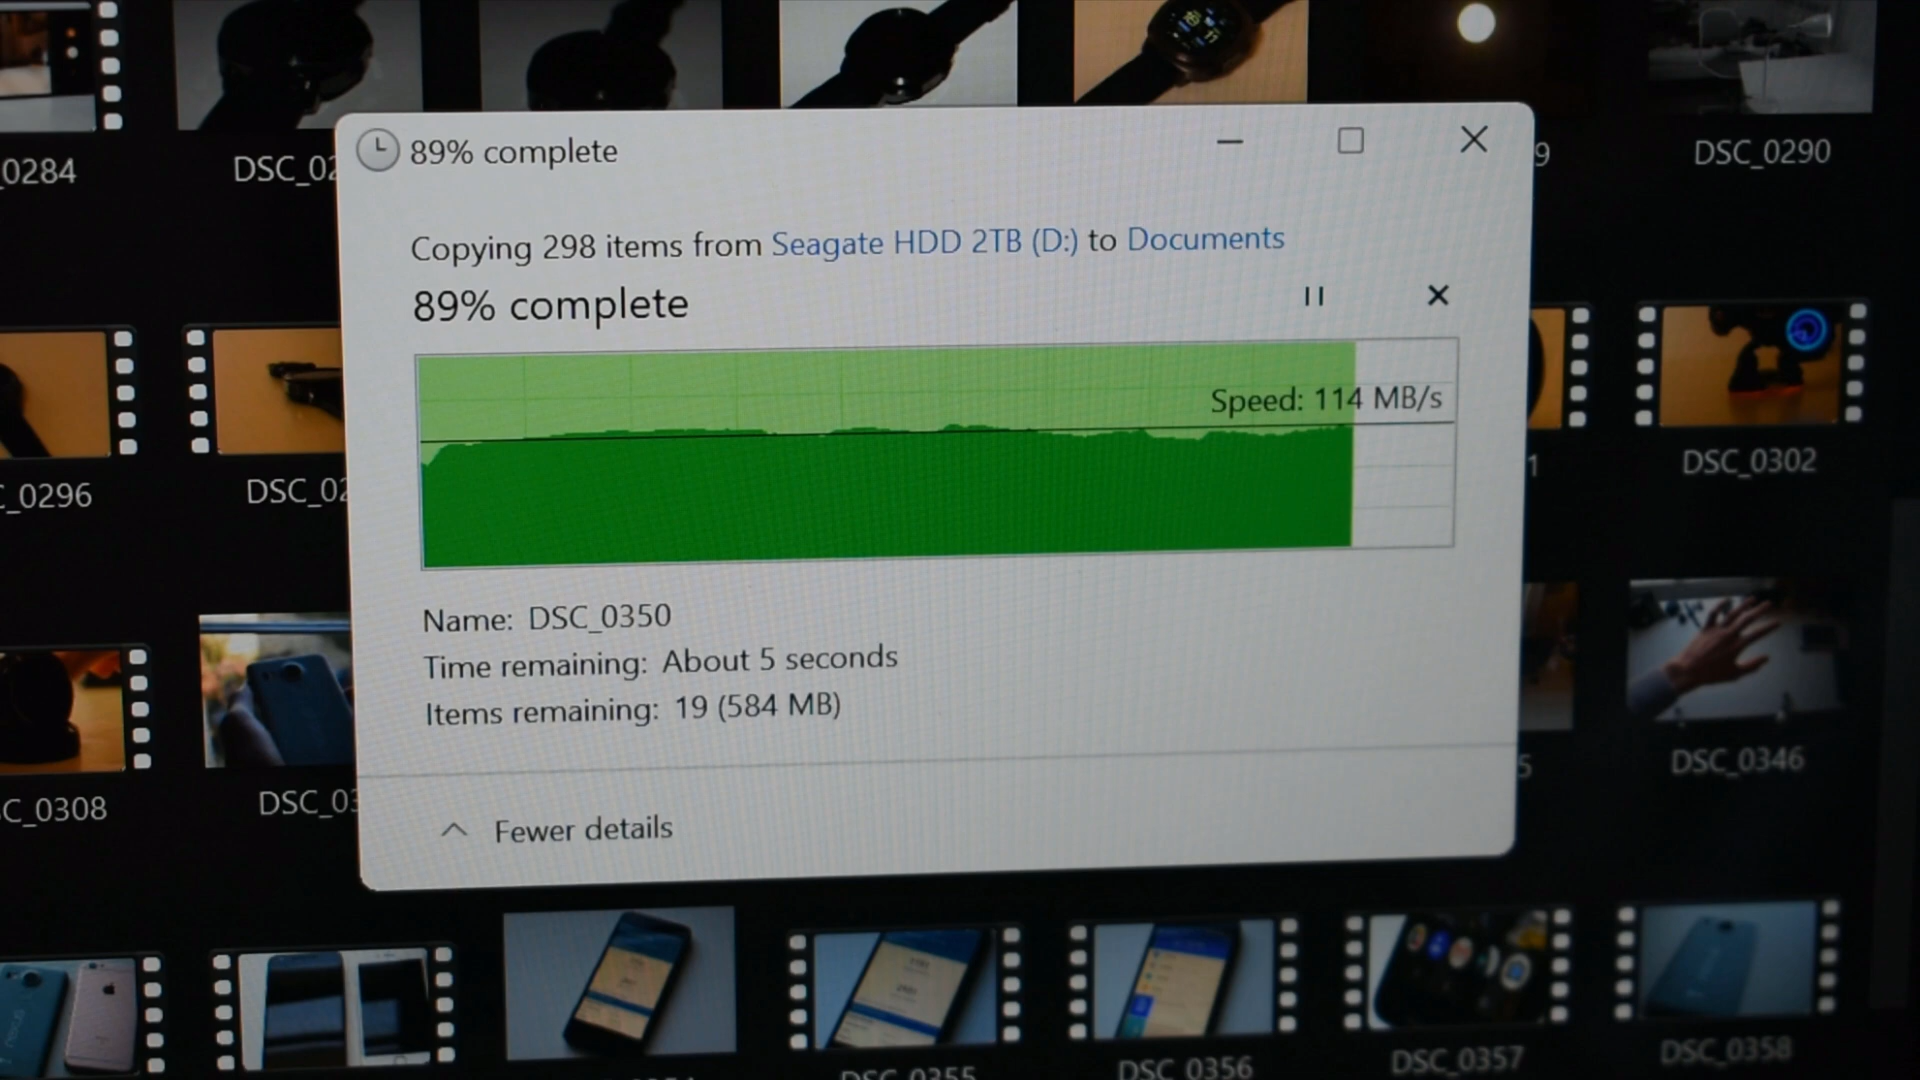 89% complete
DSC_0290
0284
Copying 298 items from Seagate HDD 2TB (D:) to Documents
89% complete
Speed: 114 MB/s
DSC_0302
_0296
Name: DSC_0350
Time remaining: About 5 seconds
Items remaining: 19 (584 MB)
DSC_0346
C_0308
Fewer details
DSC_0355
DSC_0356
DSC_0357
DSC_0358